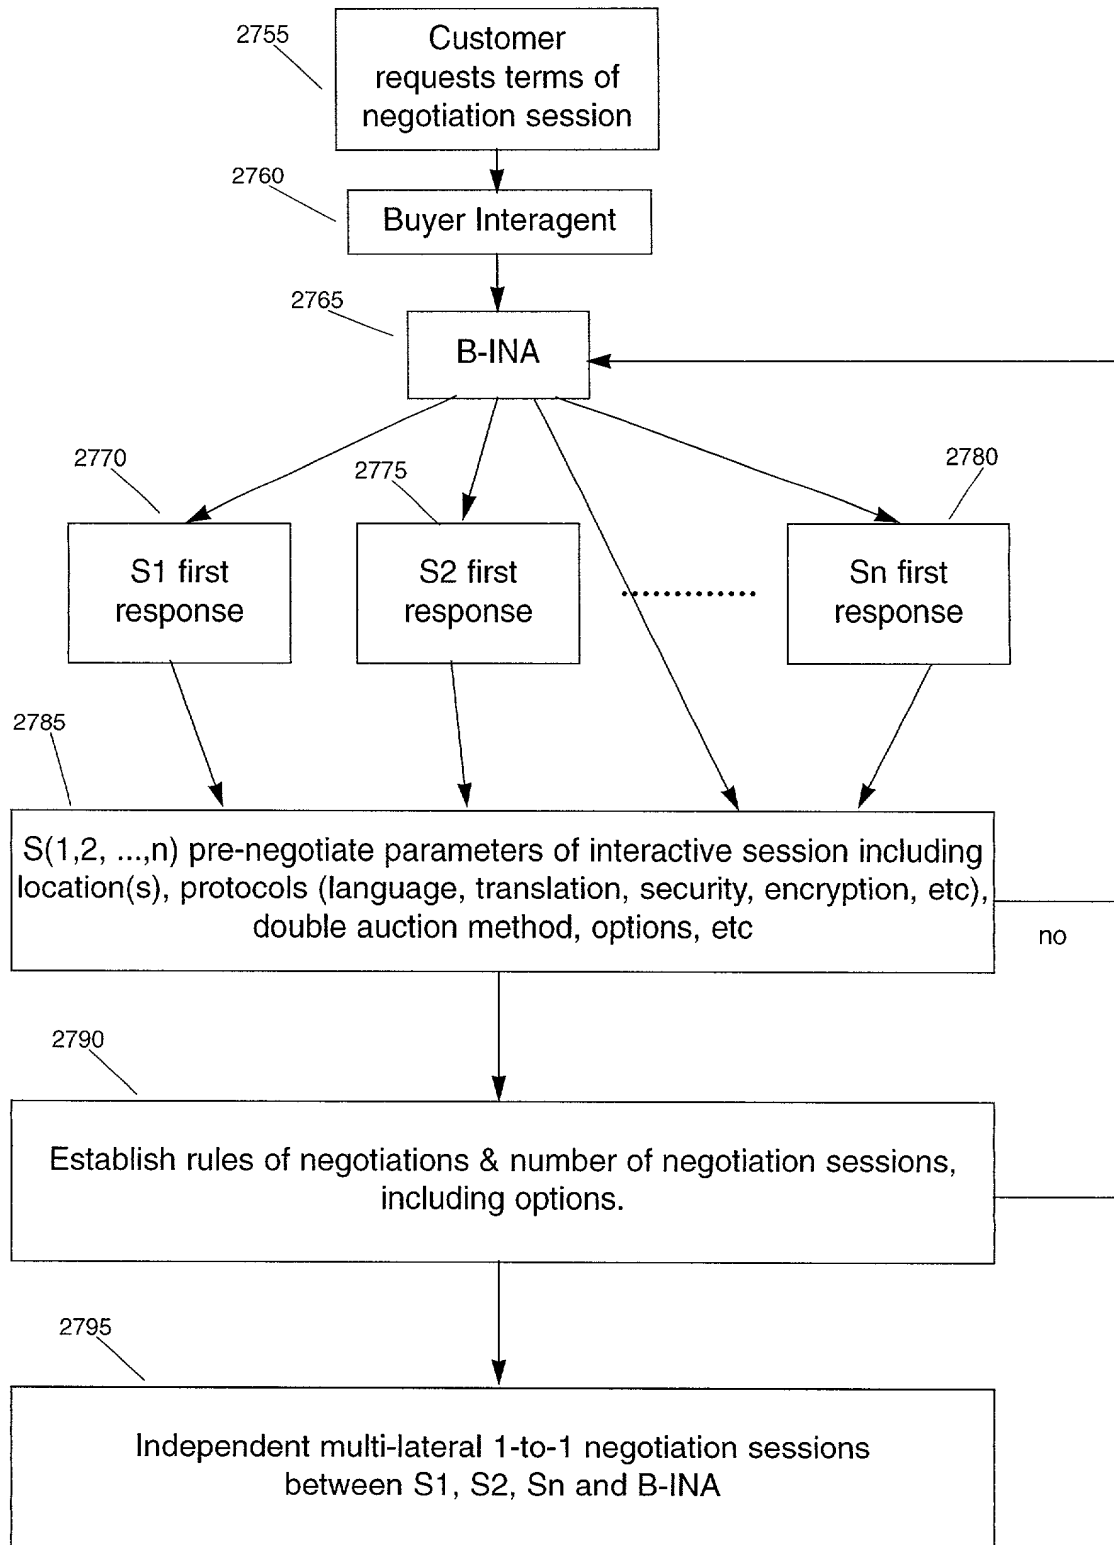 2755
Customer
requests terms of
negotiation session
2760
Buyer Interagent
2765
B-INA
2770
2775
2780
S1 first
response
S2 first
response
Sn first
response
2785
S(1,2, ...,n) pre-negotiate parameters of interactive session including
location(s), protocols (language, translation, security, encryption, etc),
double auction method, options, etc
no
2790
Establish rules of negotiations & number of negotiation sessions,
including options.
2795
Independent multi-lateral 1-to-1 negotiation sessions
between S1, S2, Sn and B-INA